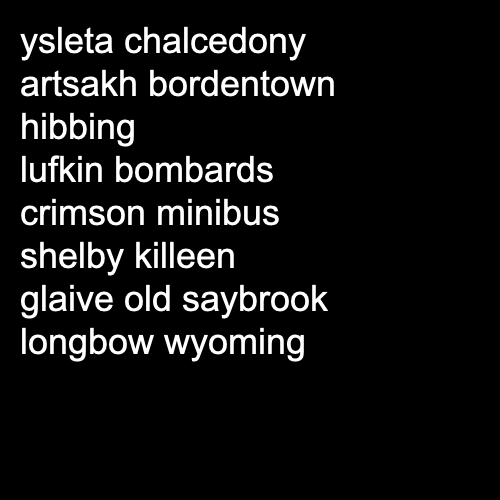 ysleta chalcedony
artsakh bordentown
hibbing
lufkin bombards
crimson minibus
shelby killeen
glaive old saybrook
longbow wyoming